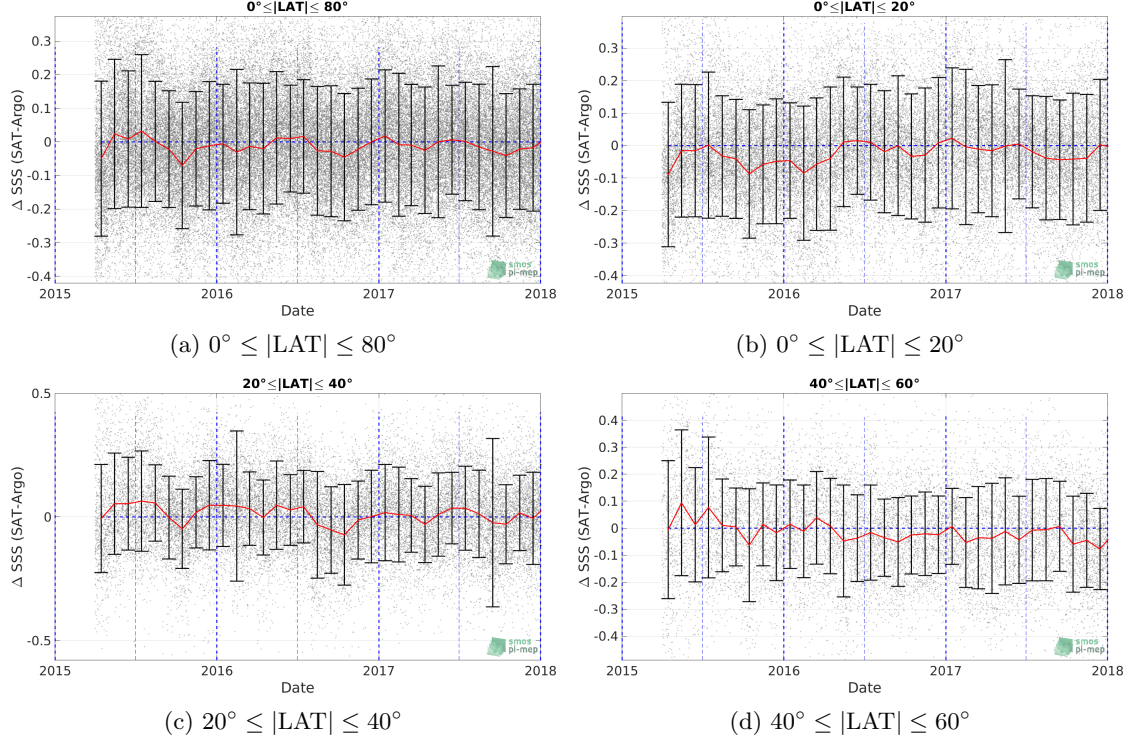 0°≤|LAT|≤ 80°
0.3
0.2
0.1
0
-0.1
-0.2
-0.3
-0.4
Δ SSS (SAT-Argo)
2015
2016
2017
2018
Date
smos
pi-mep
(a) 0° ≤ |LAT| ≤ 80°
0°≤|LAT|≤ 20°
0.3
0.2
0.1
0
-0.1
-0.2
-0.3
-0.4
Δ SSS (SAT-Argo)
2015
2016
2017
2018
Date
smos
pi-mep
(b) 0° ≤ |LAT| ≤ 20°
20°≤|LAT|≤ 40°
0.5
0
-0.5
Δ SSS (SAT-Argo)
2015
2016
2017
2018
Date
smos
pi-mep
(c) 20° ≤ |LAT| ≤ 40°
40°≤|LAT|≤ 60°
0.4
0.3
0.2
0.1
0
-0.1
-0.2
-0.3
-0.4
Δ SSS (SAT-Argo)
2015
2016
2017
2018
Date
smos
pi-mep
(d) 40° ≤ |LAT| ≤ 60°